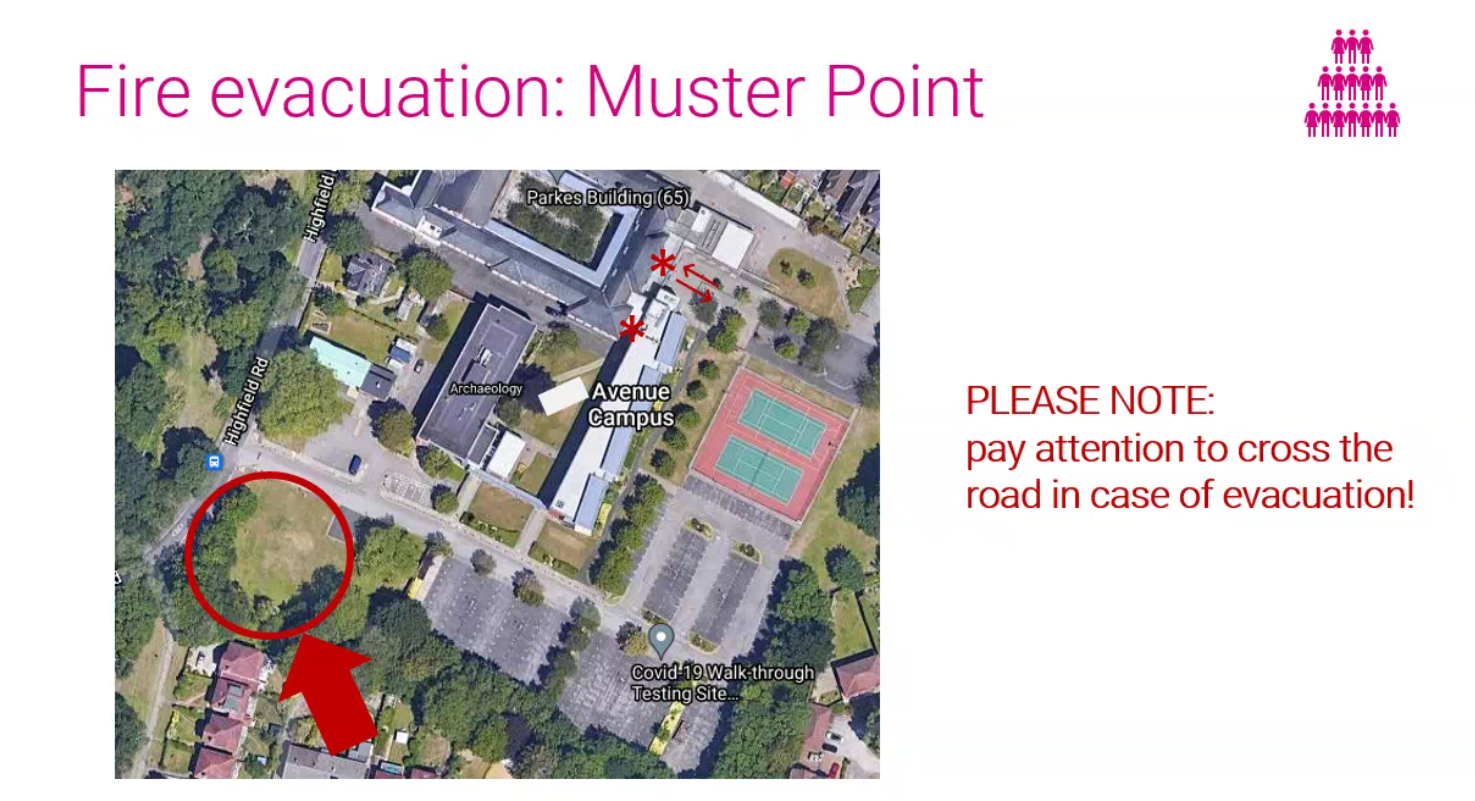 Fire evacuation: Muster Point
Parkes Building (65)
Highfield
Highfield Rd
Archaeology
Avenue
Campus
Covid-19 Walk-through
Testing Site...
PLEASE NOTE:
pay attention to cross the
road in case of evacuation!